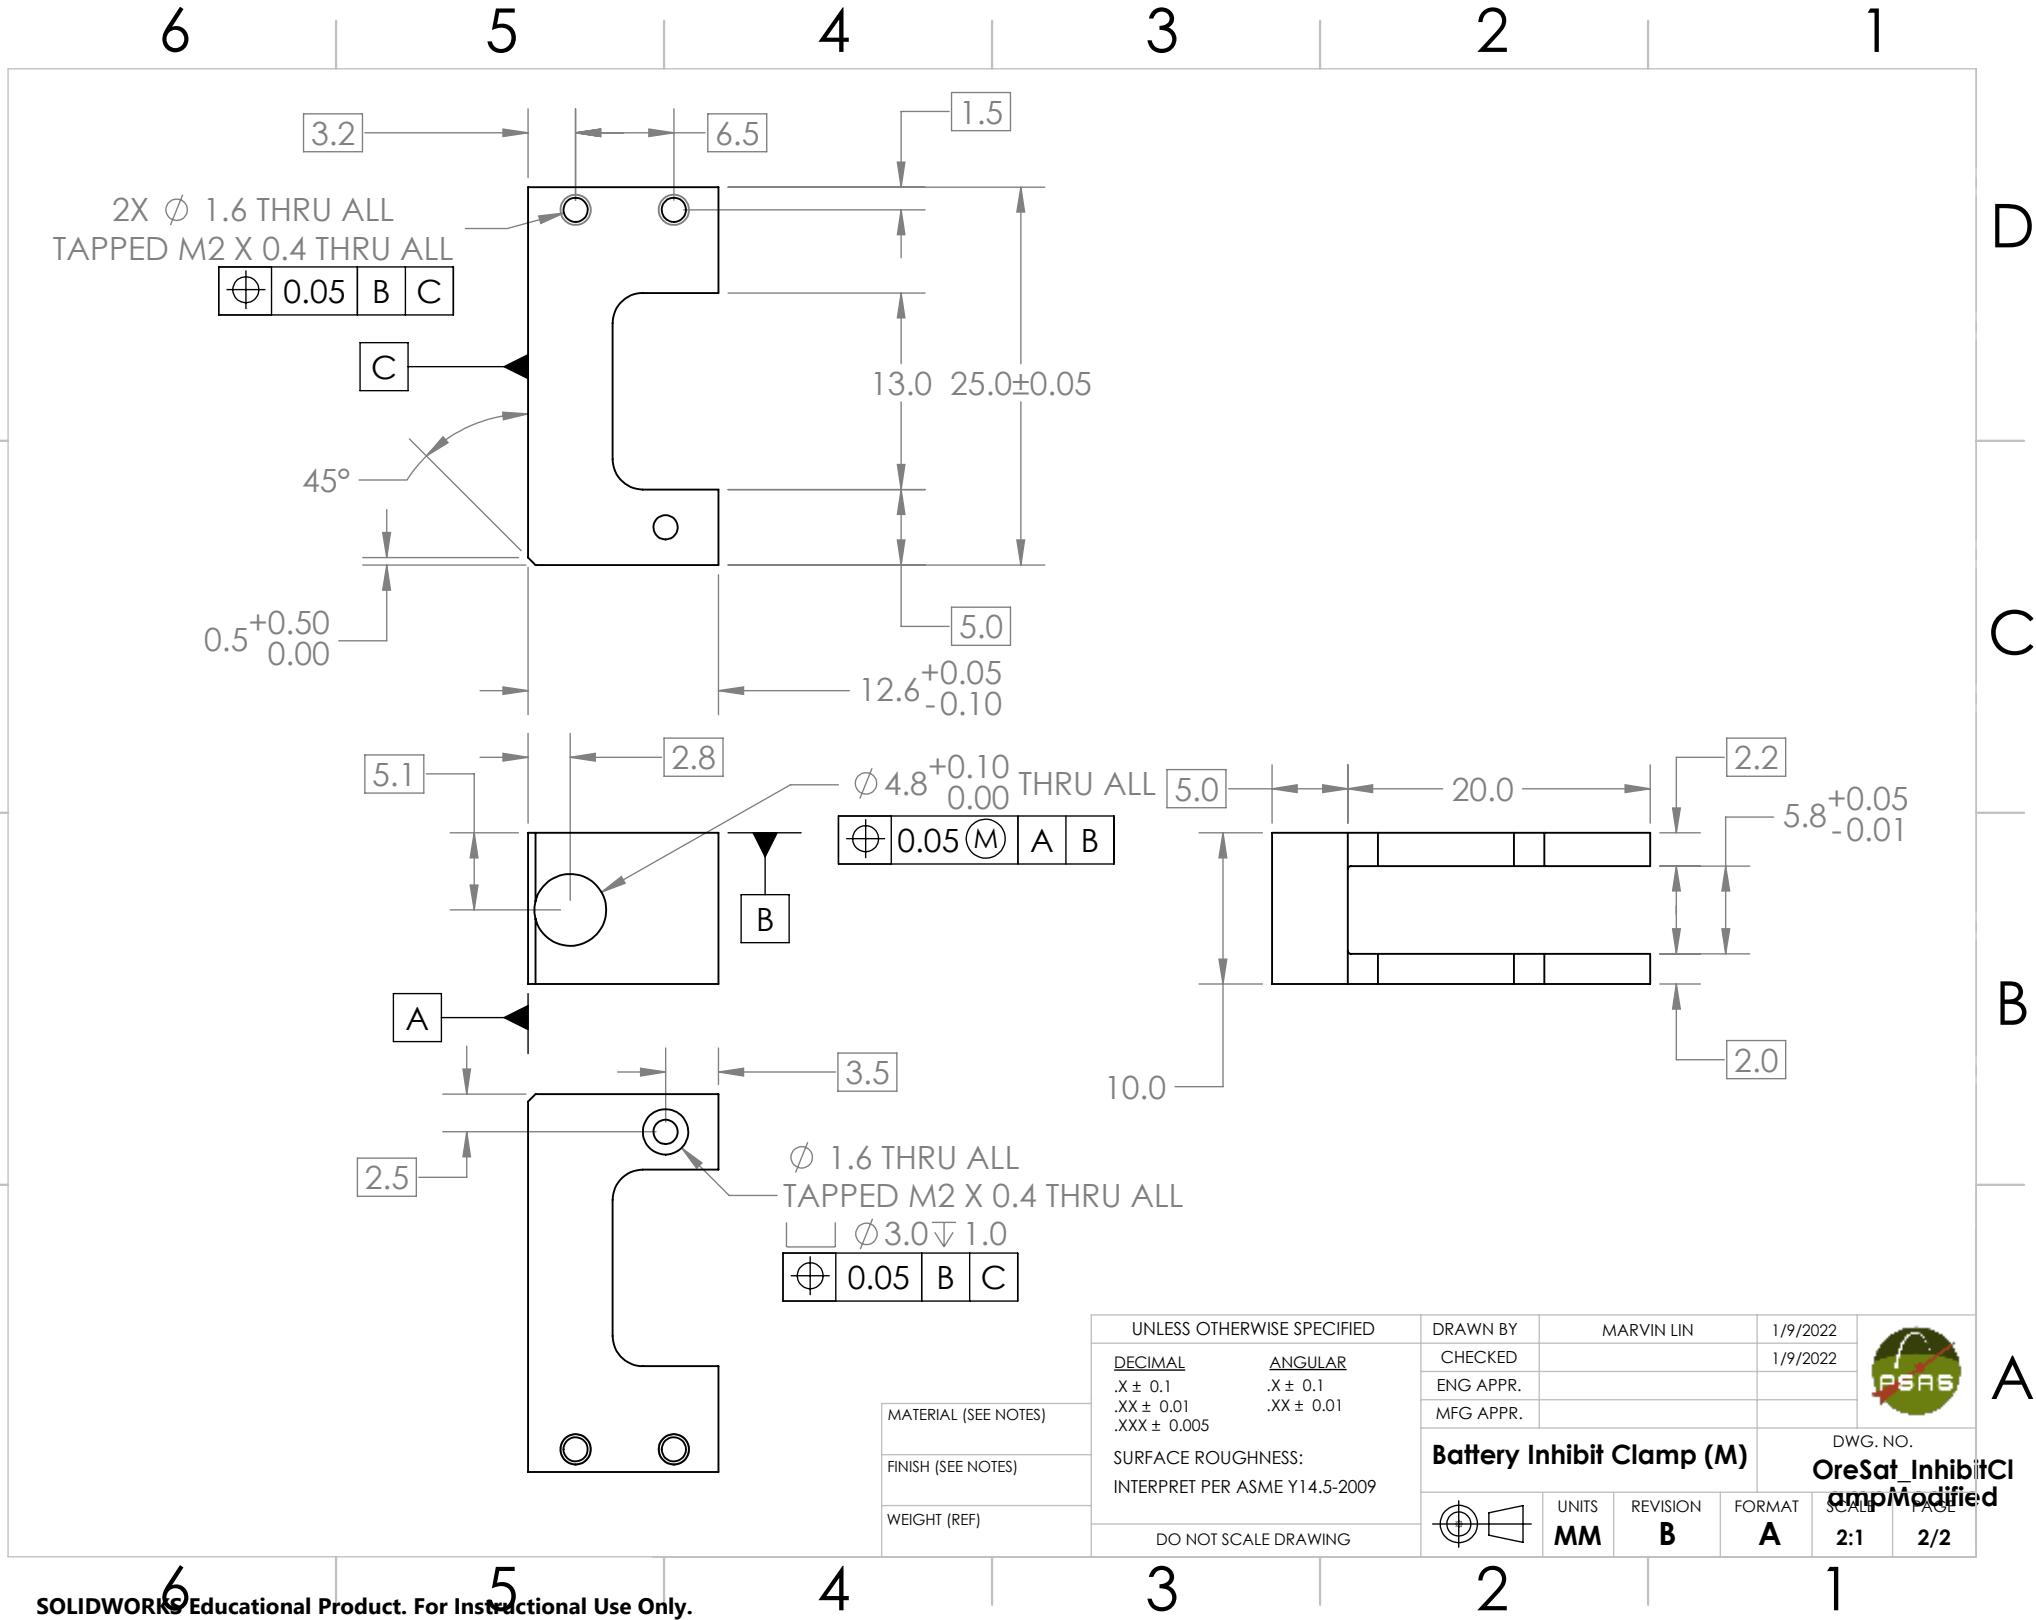 6 5 4 3 2 1
3.2
6.5
1.5
2X ∅ 1.6 THRU ALL
TAPPED M2 X 0.4 THRU ALL
⌖ 0.05 B C
D
C
13.0 25.0±0.05
45°
0.5 +0.50
0.00
5.0
12.6 +0.05
-0.10
C
5.1
2.8
∅4.8 +0.10
0.00 THRU ALL
⌖ 0.05 Ⓜ A B
B
A
5.0
20.0
2.2
5.8 +0.05
-0.01
2.0
10.0
B
3.5
2.5
∅ 1.6 THRU ALL
TAPPED M2 X 0.4 THRU ALL
⌴ ∅3.0 ↧ 1.0
⌖ 0.05 B C
A
MATERIAL (SEE NOTES)
FINISH (SEE NOTES)
WEIGHT (REF)
UNLESS OTHERWISE SPECIFIED
DECIMAL ANGULAR
.X ± 0.1 .X ± 0.1
.XX ± 0.01 .XX ± 0.01
.XXX ± 0.005
SURFACE ROUGHNESS:
INTERPRET PER ASME Y14.5-2009
DO NOT SCALE DRAWING
DRAWN BY MARVIN LIN 1/9/2022
CHECKED 1/9/2022
ENG APPR.
MFG APPR.
PSAS
Battery Inhibit Clamp (M)
DWG. NO.
OreSat_InhibitCl
ampModified
UNITS REVISION FORMAT SCALE PAGE
MM B A 2:1 2/2
6 5 4 3 2 1
SOLIDWORKS Educational Product. For Instructional Use Only.